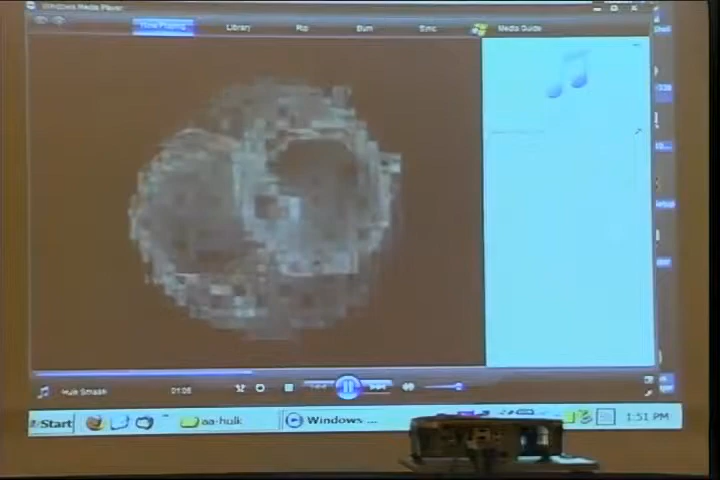 Windows Media Player
Now Playing Library Rip Burn Sync Media Guide
Hulk Smash 01:06
Start aa-hulk Windows ... 1:51 PM